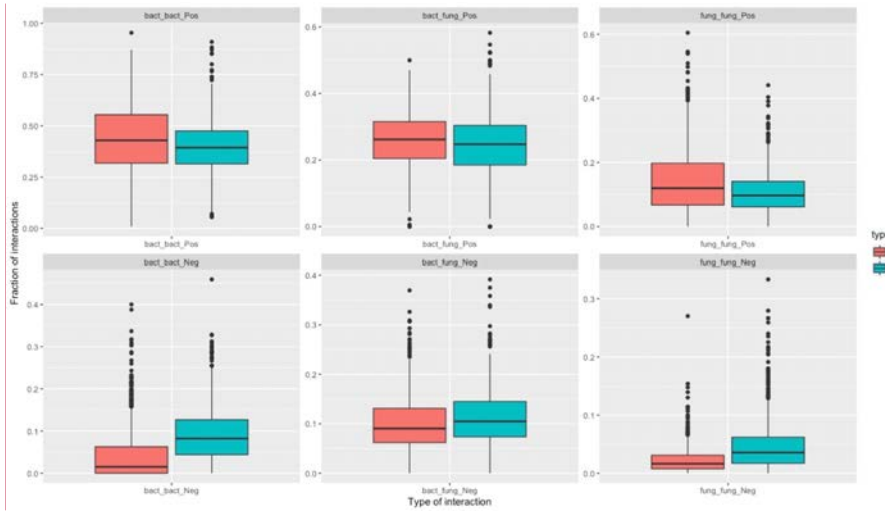 bact_bact_Pos
bact_fung_Pos
fung_fung_Pos
1.00
0.75
0.50
0.25
0.00
0.6
0.4
0.2
0.0
0.6
0.4
0.2
0.0
bact_bact_Pos
bact_fung_Pos
fung_fung_Pos
Fraction of interactions
typ
bact_bact_Neg
bact_fung_Neg
fung_fung_Neg
0.4
0.3
0.2
0.1
0.0
0.4
0.3
0.2
0.1
0.0
0.3
0.2
0.1
0.0
bact_bact_Neg
bact_fung_Neg
fung_fung_Neg
Type of interaction